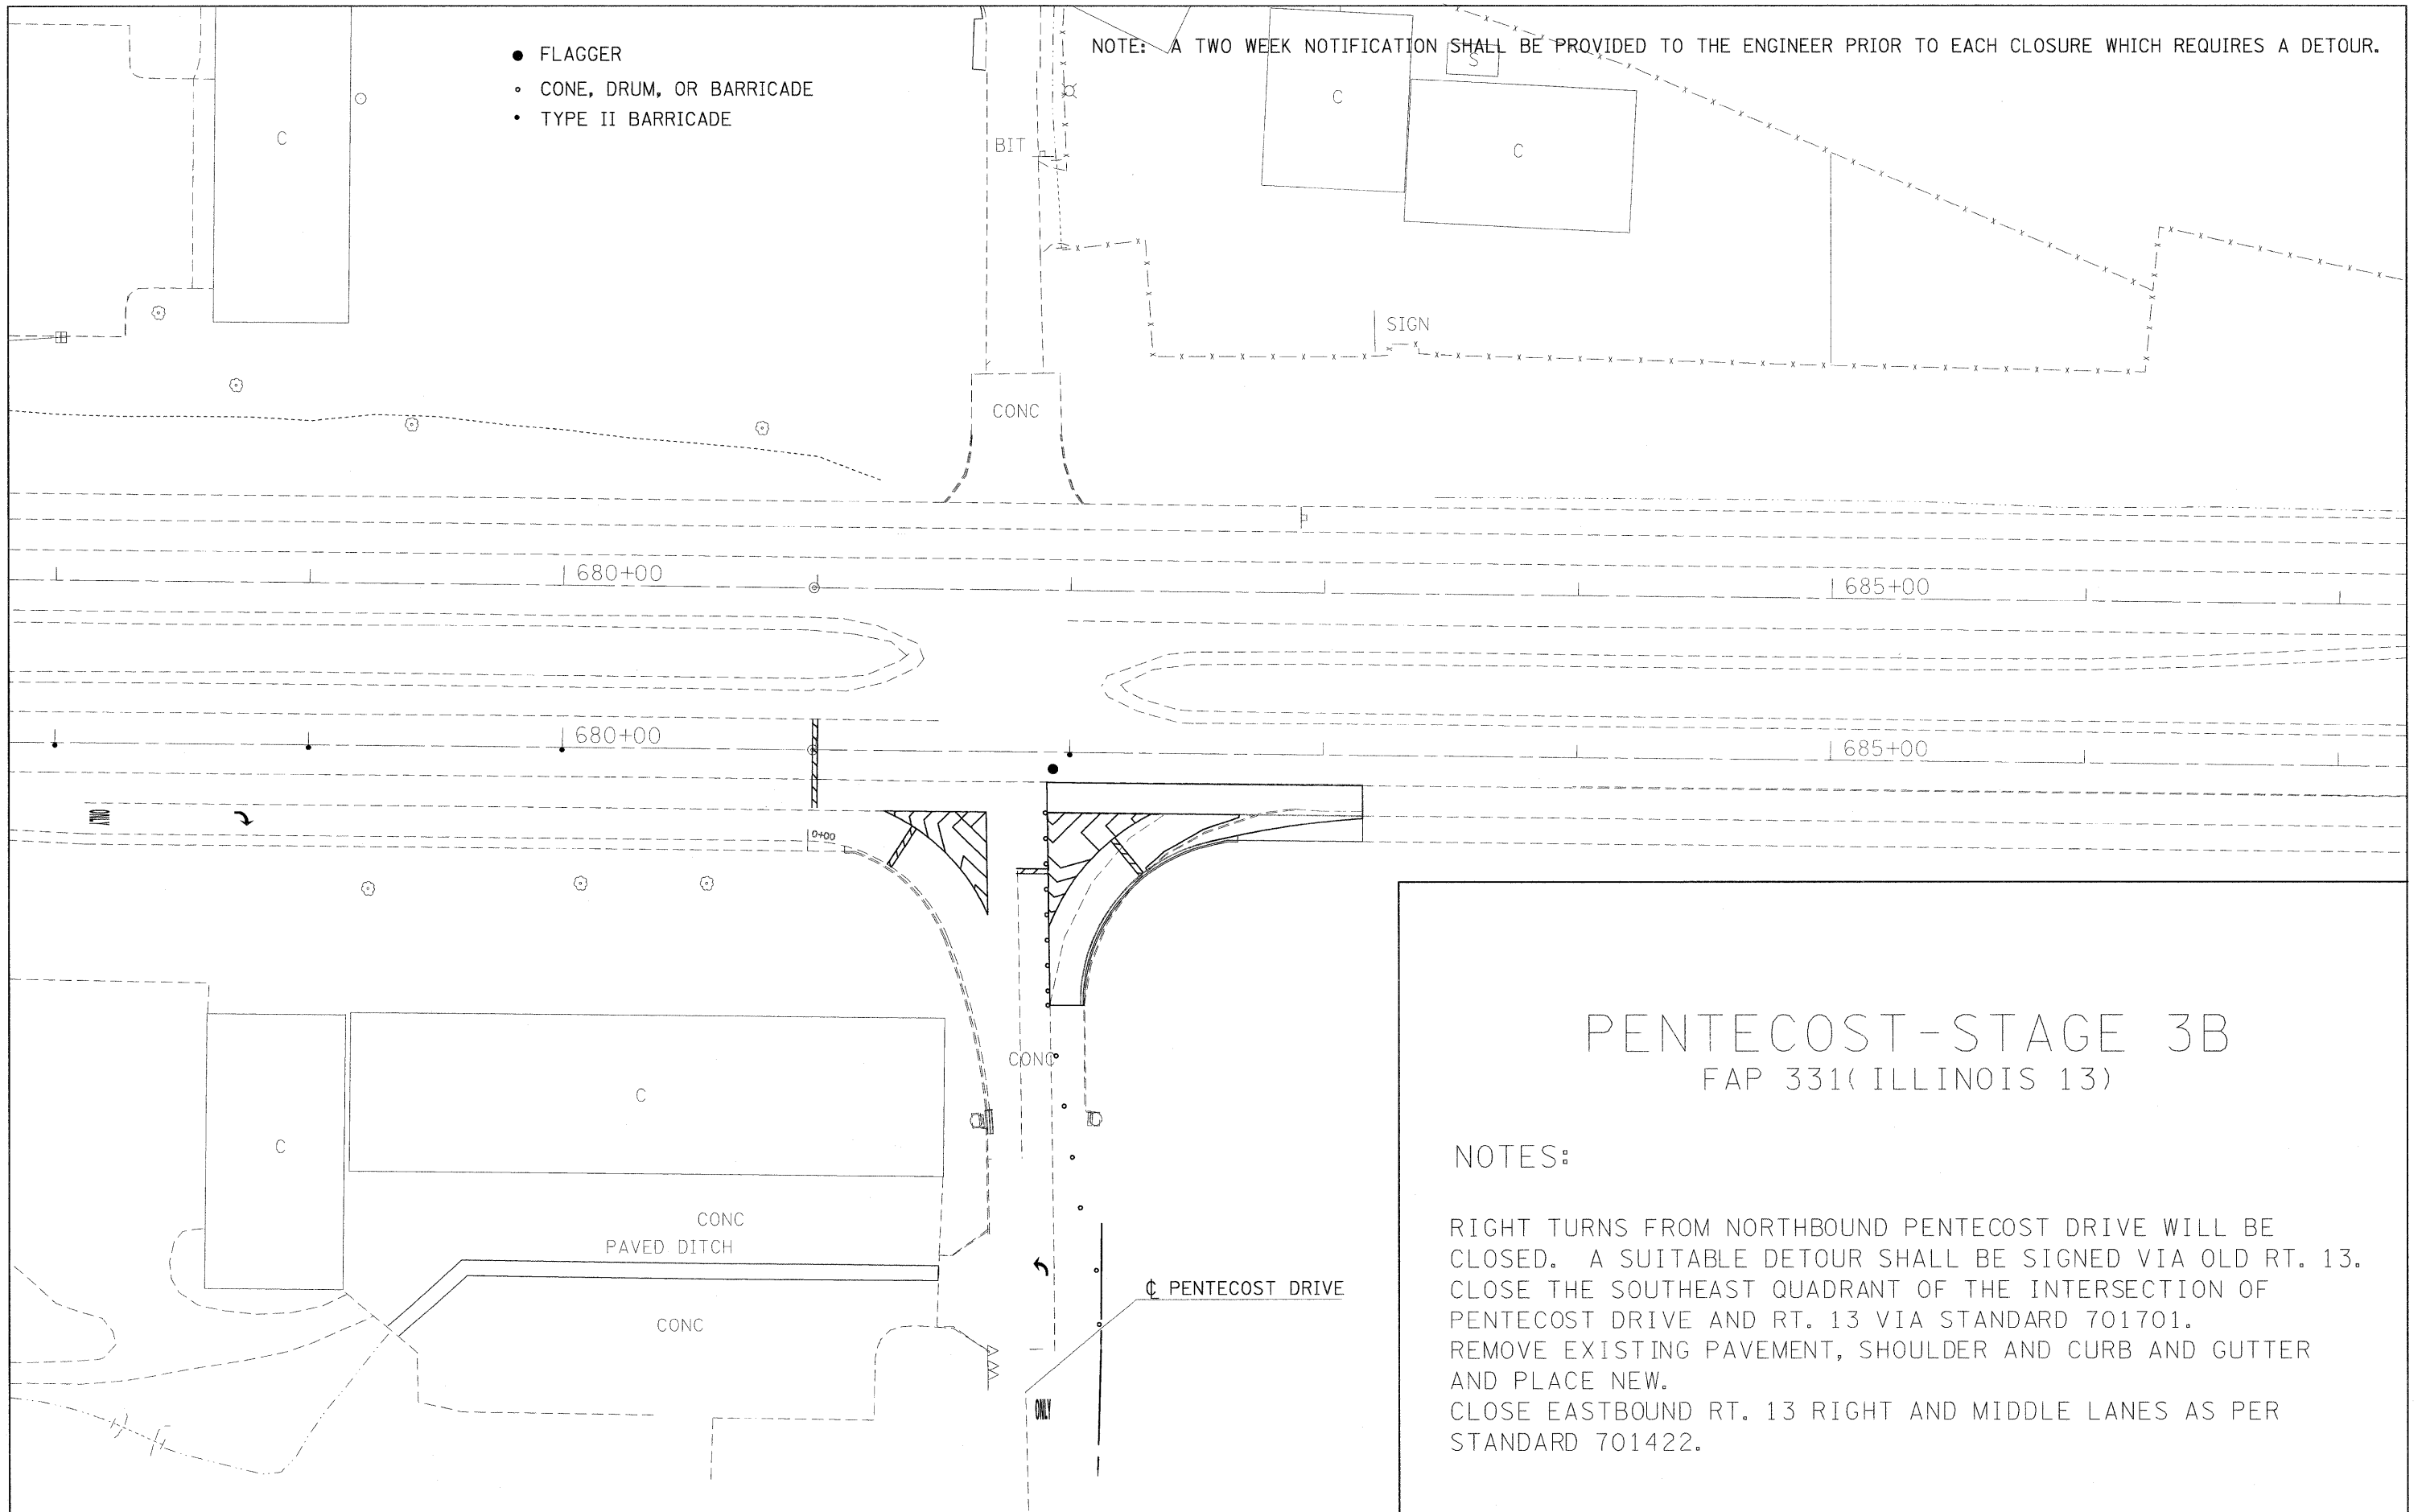 NOTE: A TWO WEEK NOTIFICATION SHALL BE PROVIDED TO THE ENGINEER PRIOR TO EACH CLOSURE WHICH REQUIRES A DETOUR.
FLAGGER
CONE, DRUM, OR BARRICADE
TYPE II BARRICADE
S
C
C
C
BIT
SIGN
CONC
680+00
685+00
680+00
685+00
0+00
CONC
C
C
CONC
PAVED DITCH
CONC
℄ PENTECOST DRIVE
ONLY
PENTECOST-STAGE 3B
FAP 331(ILLINOIS 13)
NOTES:
RIGHT TURNS FROM NORTHBOUND PENTECOST DRIVE WILL BE
CLOSED. A SUITABLE DETOUR SHALL BE SIGNED VIA OLD RT. 13.
CLOSE THE SOUTHEAST QUADRANT OF THE INTERSECTION OF
PENTECOST DRIVE AND RT. 13 VIA STANDARD 701701.
REMOVE EXISTING PAVEMENT, SHOULDER AND CURB AND GUTTER
AND PLACE NEW.
CLOSE EASTBOUND RT. 13 RIGHT AND MIDDLE LANES AS PER
STANDARD 701422.